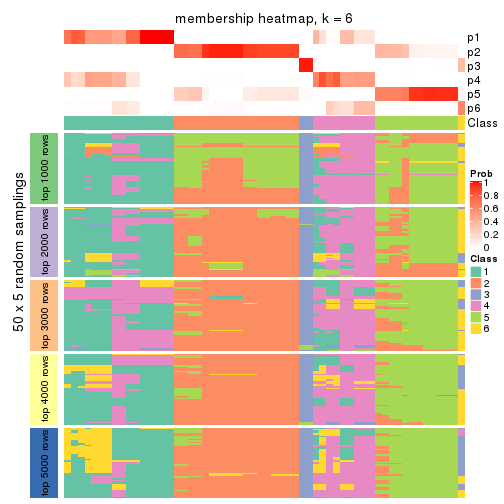 membership heatmap, k = 6
p1
p2
p3
p4
p5
p6
Class
50 x 5 random samplings
top 1000 rows
top 2000 rows
top 3000 rows
top 4000 rows
top 5000 rows
Prob
1
0.8
0.6
0.4
0.2
0
Class
1
2
3
4
5
6